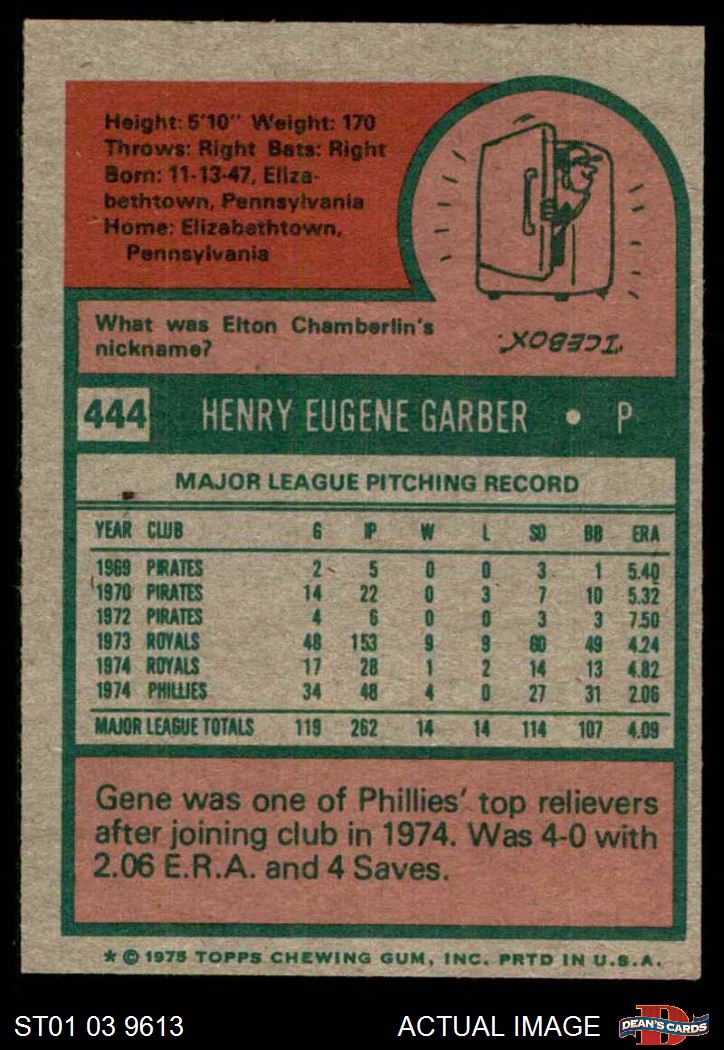 Height: 5'10" Weight: 170
Throws: Right Bats: Right
Born: 11-13-47, Eliza-
bethtown, Pennsylvania
Home: Elizabethtown,
Pennsylvania
What was Elton Chamberlin's
nickname?
"ICEBOX."
444 HENRY EUGENE GARBER • P
MAJOR LEAGUE PITCHING RECORD
YEAR CLUB G IP W L SO BB ERA
1969 PIRATES 2 5 0 0 3 1 5.40
1970 PIRATES 14 22 0 3 7 10 5.32
1972 PIRATES 4 6 0 0 3 3 7.50
1973 ROYALS 48 153 9 9 60 49 4.24
1974 ROYALS 17 28 1 2 14 13 4.82
1974 PHILLIES 34 48 4 0 27 31 2.06
MAJOR LEAGUE TOTALS 119 262 14 14 114 107 4.09
Gene was one of Phillies' top relievers
after joining club in 1974. Was 4-0 with
2.06 E.R.A. and 4 Saves.
* © 1975 TOPPS CHEWING GUM, INC. PRTD IN U.S.A.
ST01 03 9613 ACTUAL IMAGE DEAN'S CARDS